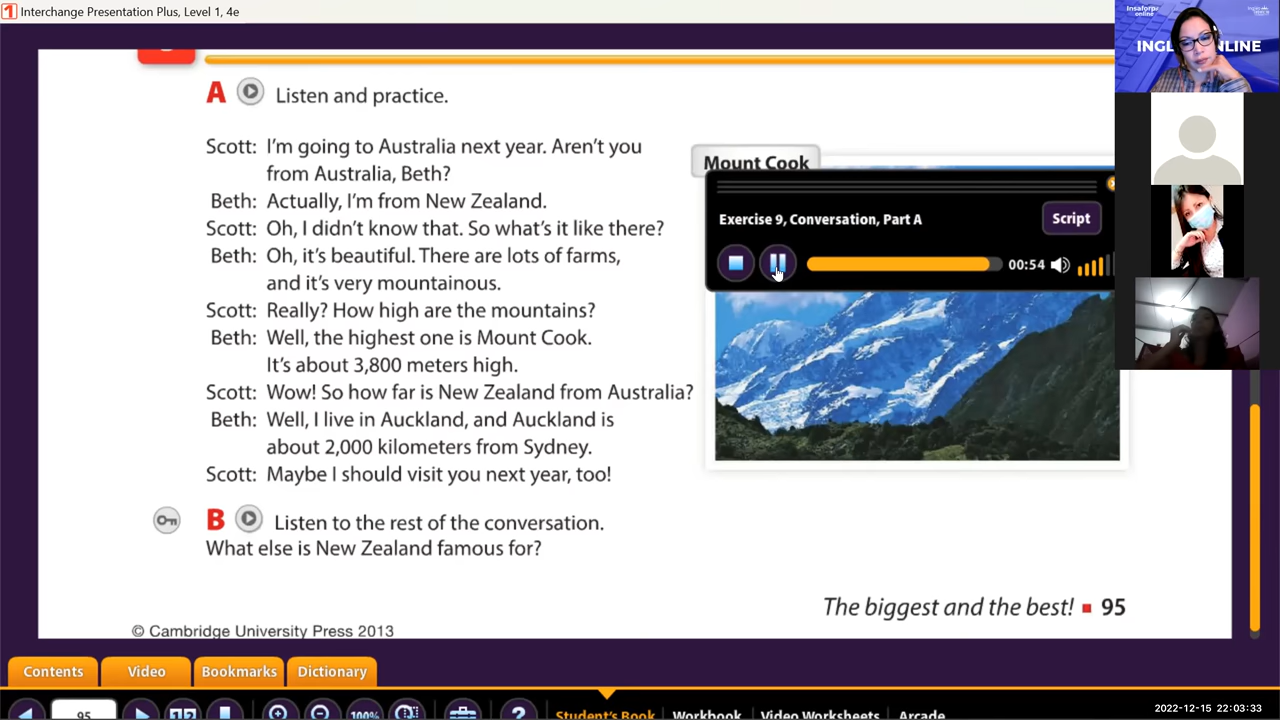 Interchange Presentation Plus, Level 1, 4e
Insaforp
online
INGL NLINE
A Listen and practice.
Scott: I'm going to Australia next year. Aren't you
from Australia, Beth?
Beth: Actually, I'm from New Zealand.
Scott: Oh, I didn't know that. So what's it like there?
Beth: Oh, it's beautiful. There are lots of farms,
and it's very mountainous.
Scott: Really? How high are the mountains?
Beth: Well, the highest one is Mount Cook.
It's about 3,800 meters high.
Scott: Wow! So how far is New Zealand from Australia?
Beth: Well, I live in Auckland, and Auckland is
about 2,000 kilometers from Sydney.
Scott: Maybe I should visit you next year, too!
Mount Cook
Exercise 9, Conversation, Part A
Script
00:54
B Listen to the rest of the conversation.
What else is New Zealand famous for?
The biggest and the best! 95
© Cambridge University Press 2013
Contents Video Bookmarks Dictionary
95 100% ? Student's Book Workbook Video Worksheets Arcade
2022-12-15 22:03:33